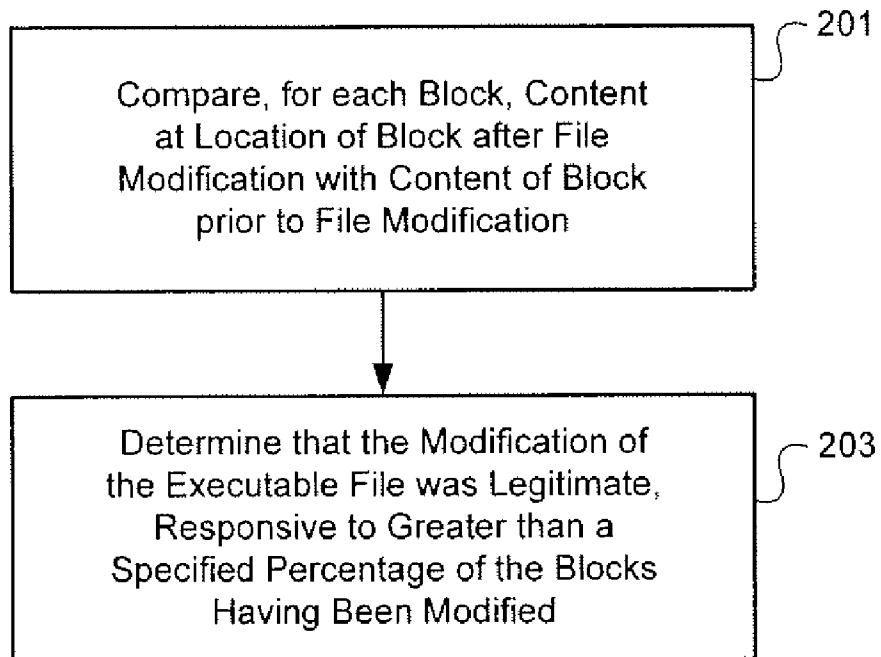 201
Compare, for each Block, Content
at Location of Block after File
Modification with Content of Block
prior to File Modification
203
Determine that the Modification of
the Executable File was Legitimate,
Responsive to Greater than a
Specified Percentage of the Blocks
Having Been Modified